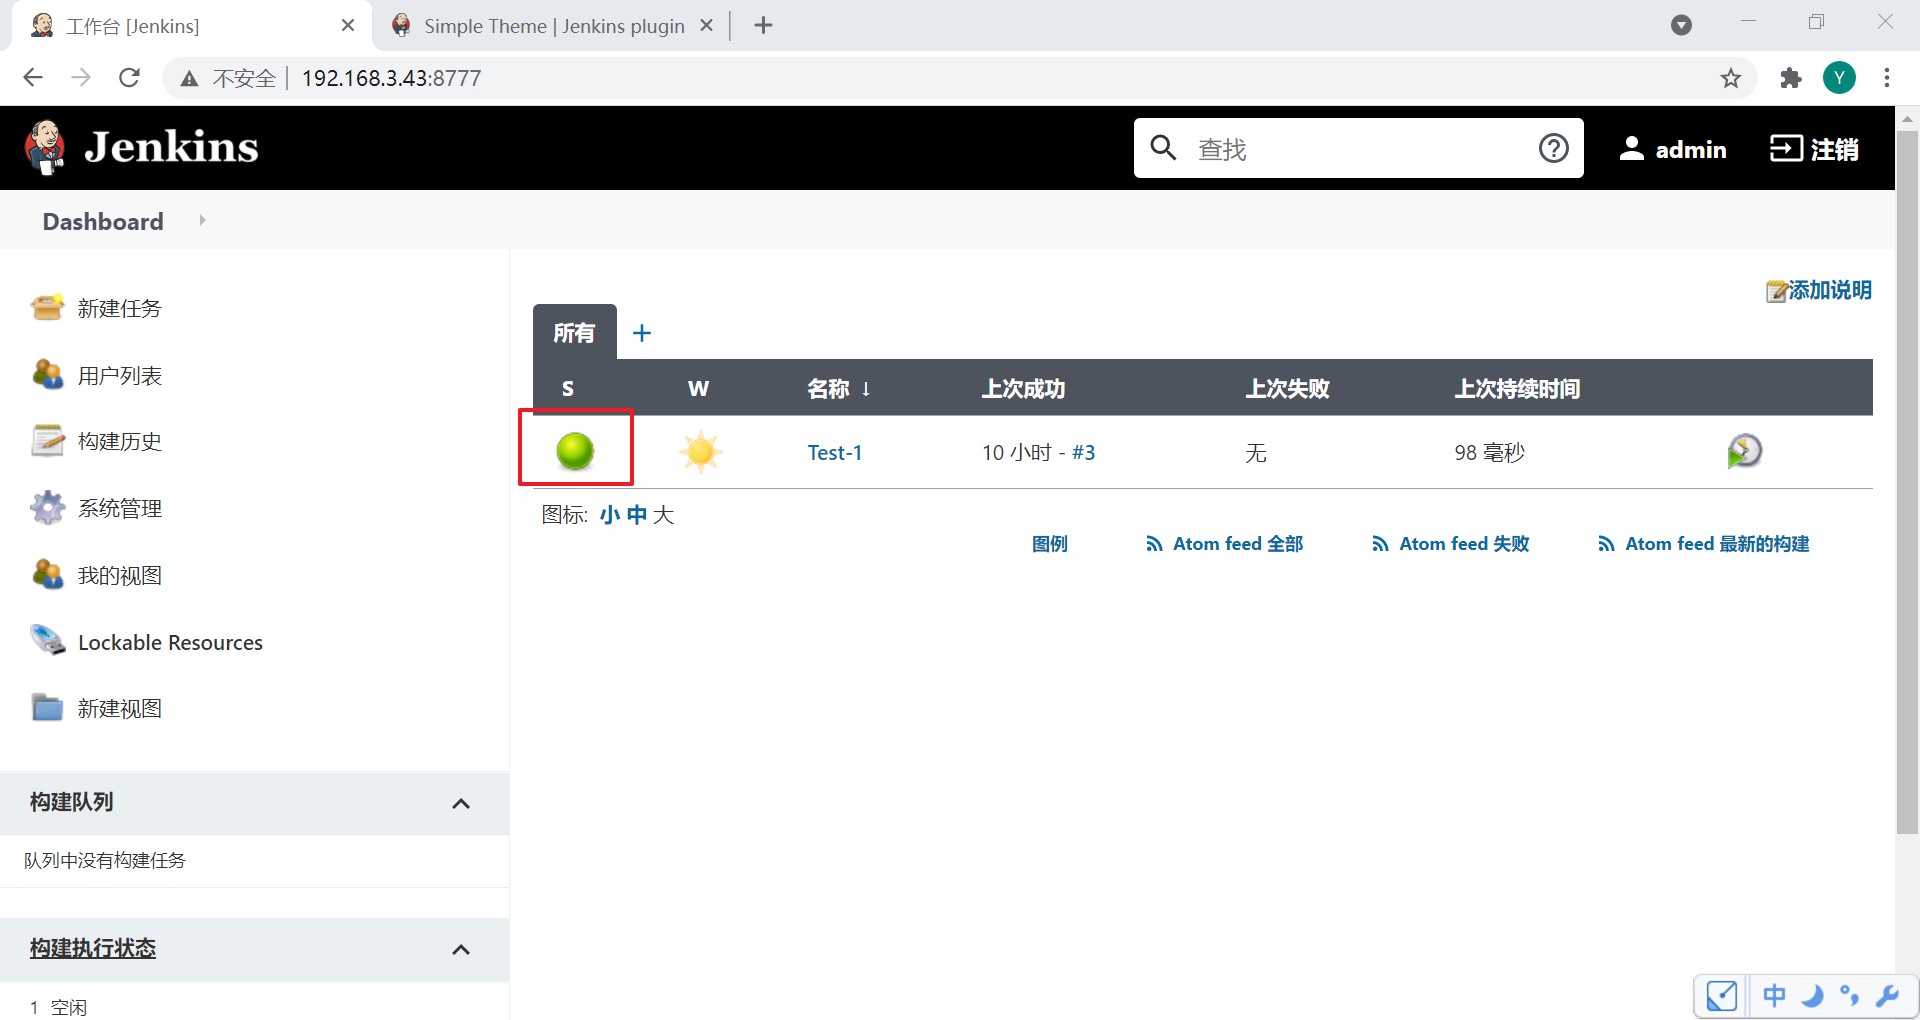 工作台 [Jenkins]
Simple Theme | Jenkins plugin
不安全
192.168.3.43:8777
Y
Jenkins
查找
admin
注销
Dashboard
新建任务
用户列表
构建历史
系统管理
我的视图
Lockable Resources
新建视图
构建队列
队列中没有构建任务
构建执行状态
1 空闲
添加说明
所有 +
S W 名称 ↓ 上次成功 上次失败 上次持续时间
Test-1 10 小时 - #3 无 98 毫秒
图标: 小 中 大
图例 Atom feed 全部 Atom feed 失败 Atom feed 最新的构建
中